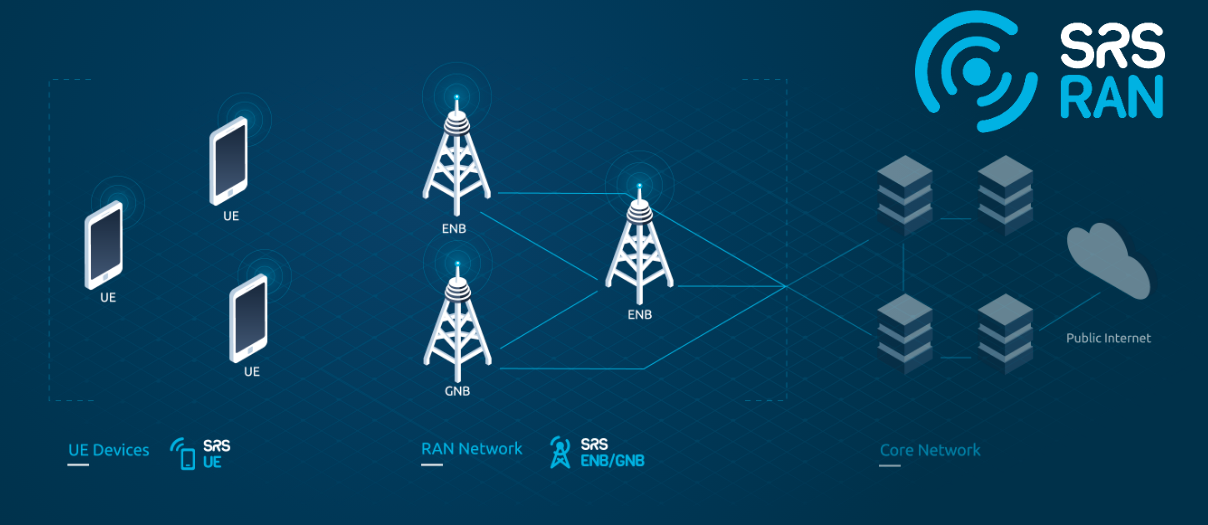 SRS
RAN
UE
UE
UE
ENB
GNB
ENB
Public Internet
UE Devices
SRS
UE
RAN Network
SRS
ENB/GNB
Core Network